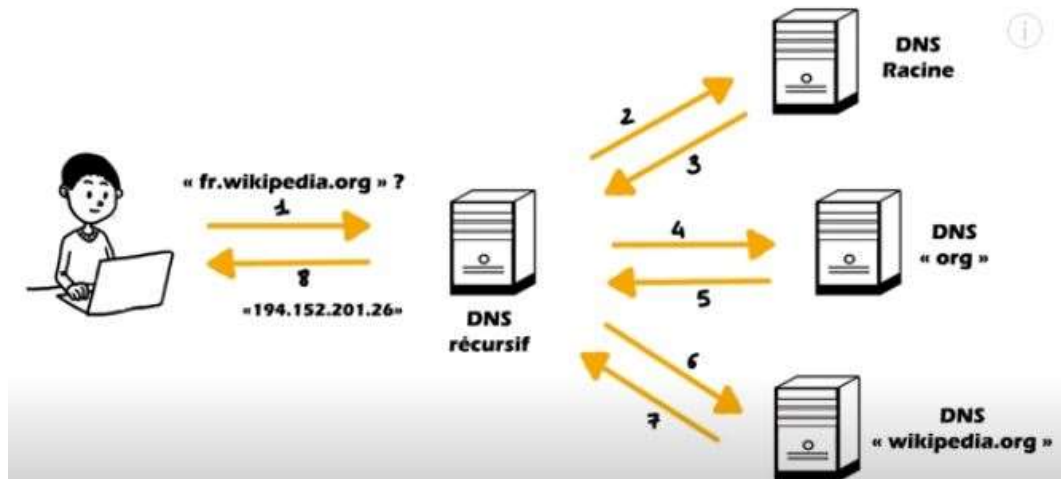 DNS
Racine
2
3
« fr.wikipedia.org » ?
1
8
«194.152.201.26»
DNS
récursif
4
5
DNS
« org »
6
7
DNS
« wikipedia.org »